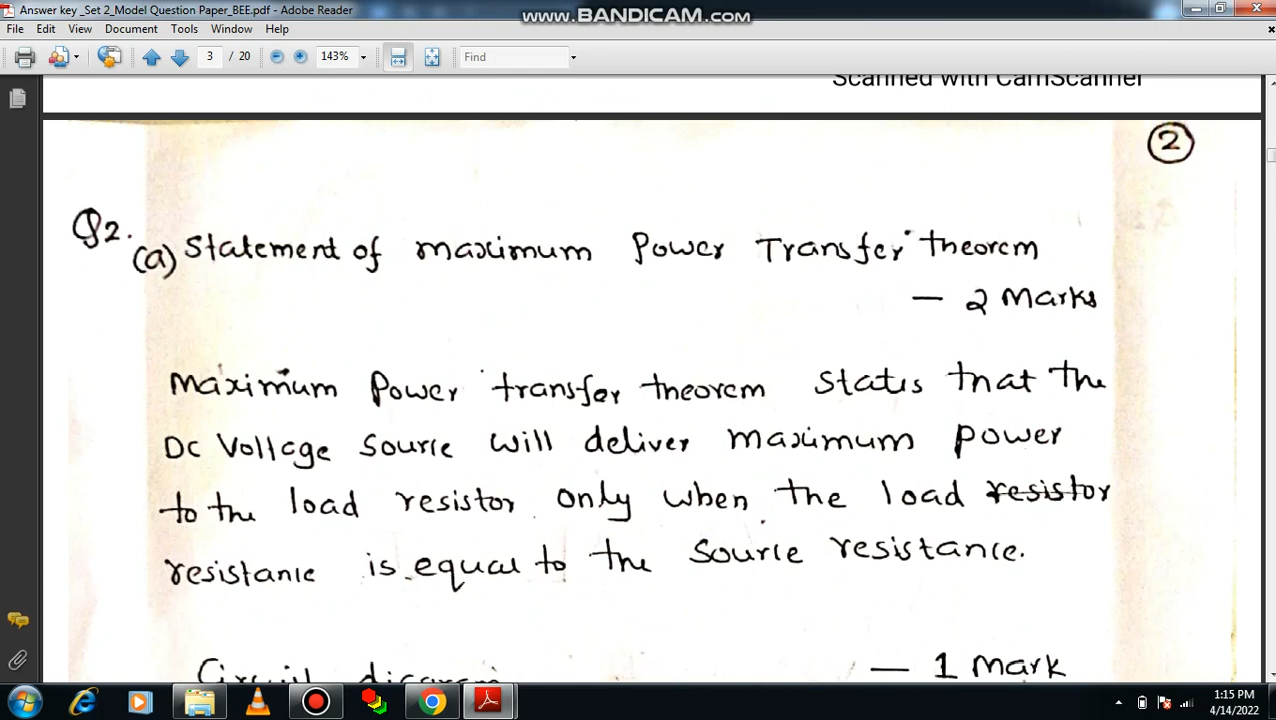 Answer key _Set 2_Model Question Paper_BEE.pdf - Adobe Reader
www.BANDICAM.com
File Edit View Document Tools Window Help
3 / 20 143% Find
Scanned with CamScanner
2
Q2.
(a) Statement of maximum Power Transfer theorem
— 2 Marks
Maximum Power transfer theorem states that the
DC Voltage source will deliver maximum power
to the load resistor only when the load resistor
resistance is equal to the source resistance.
Circuit diagram — 1 Mark
1:15 PM
4/14/2022